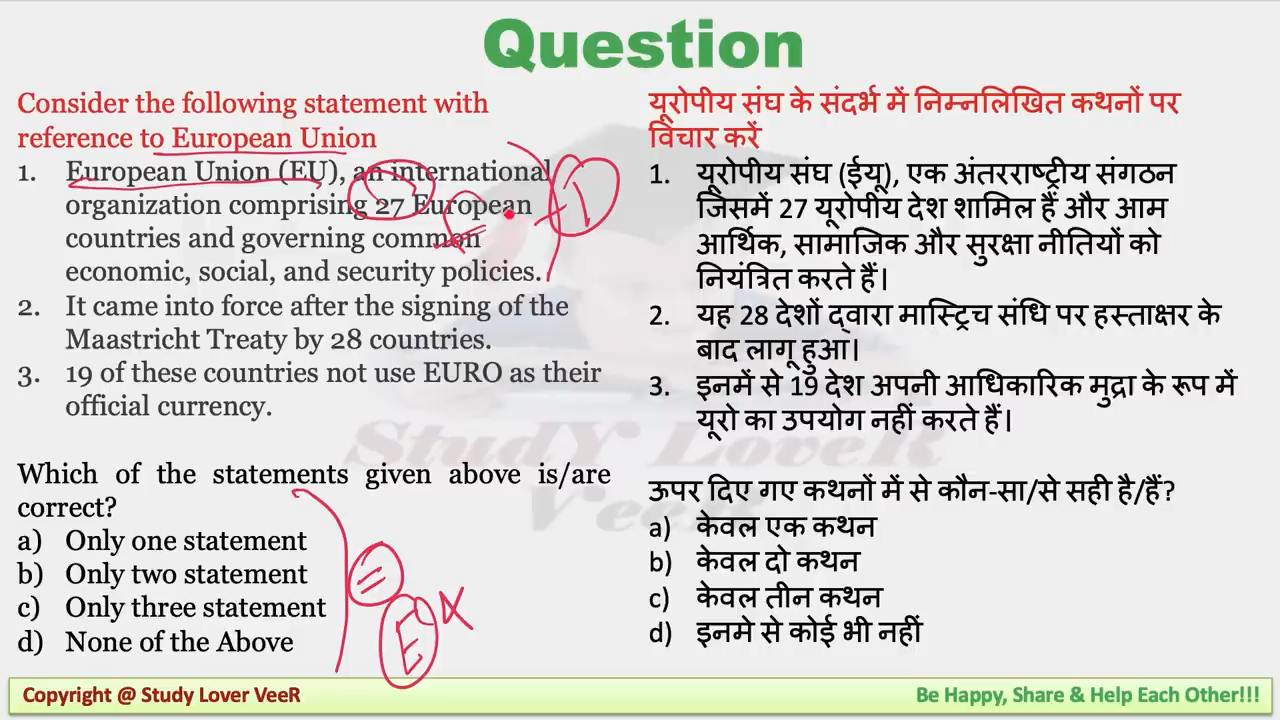 Question
Consider the following statement with
reference to European Union
1. European Union (EU), an international
organization comprising 27 European
countries and governing common
economic, social, and security policies.
2. It came into force after the signing of the
Maastricht Treaty by 28 countries.
3. 19 of these countries not use EURO as their
official currency.
Which of the statements given above is/are
correct?
a) Only one statement
b) Only two statement
c) Only three statement
d) None of the Above
यूरोपीय संघ के संदर्भ में निम्नलिखित कथनों पर
विचार करें
1. यूरोपीय संघ (ईयू), एक अंतरराष्ट्रीय संगठन
जिसमें 27 यूरोपीय देश शामिल हैं और आम
आर्थिक, सामाजिक और सुरक्षा नीतियों को
नियंत्रित करते हैं।
2. यह 28 देशों द्वारा मास्ट्रिच संधि पर हस्ताक्षर के
बाद लागू हुआ।
3. इनमें से 19 देश अपनी आधिकारिक मुद्रा के रूप में
यूरो का उपयोग नहीं करते हैं।
ऊपर दिए गए कथनों में से कौन-सा/से सही है/हैं?
a) केवल एक कथन
b) केवल दो कथन
c) केवल तीन कथन
d) इनमे से कोई भी नहीं
StudY LoveR
VeeR
Copyright @ Study Lover VeeR
Be Happy, Share & Help Each Other!!!